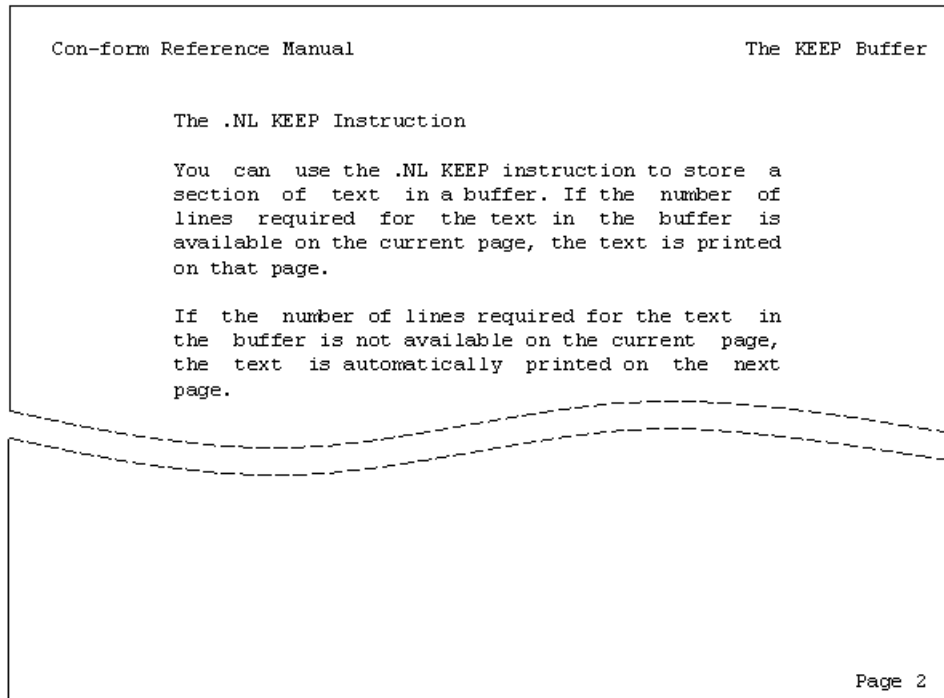 Con-form Reference Manual The KEEP Buffer
The .NL KEEP Instruction
You can use the .NL KEEP instruction to store a
section of text in a buffer. If the number of
lines required for the text in the buffer is
available on the current page, the text is printed
on that page.
If the number of lines required for the text in
the buffer is not available on the current page,
the text is automatically printed on the next
page.
Page 2